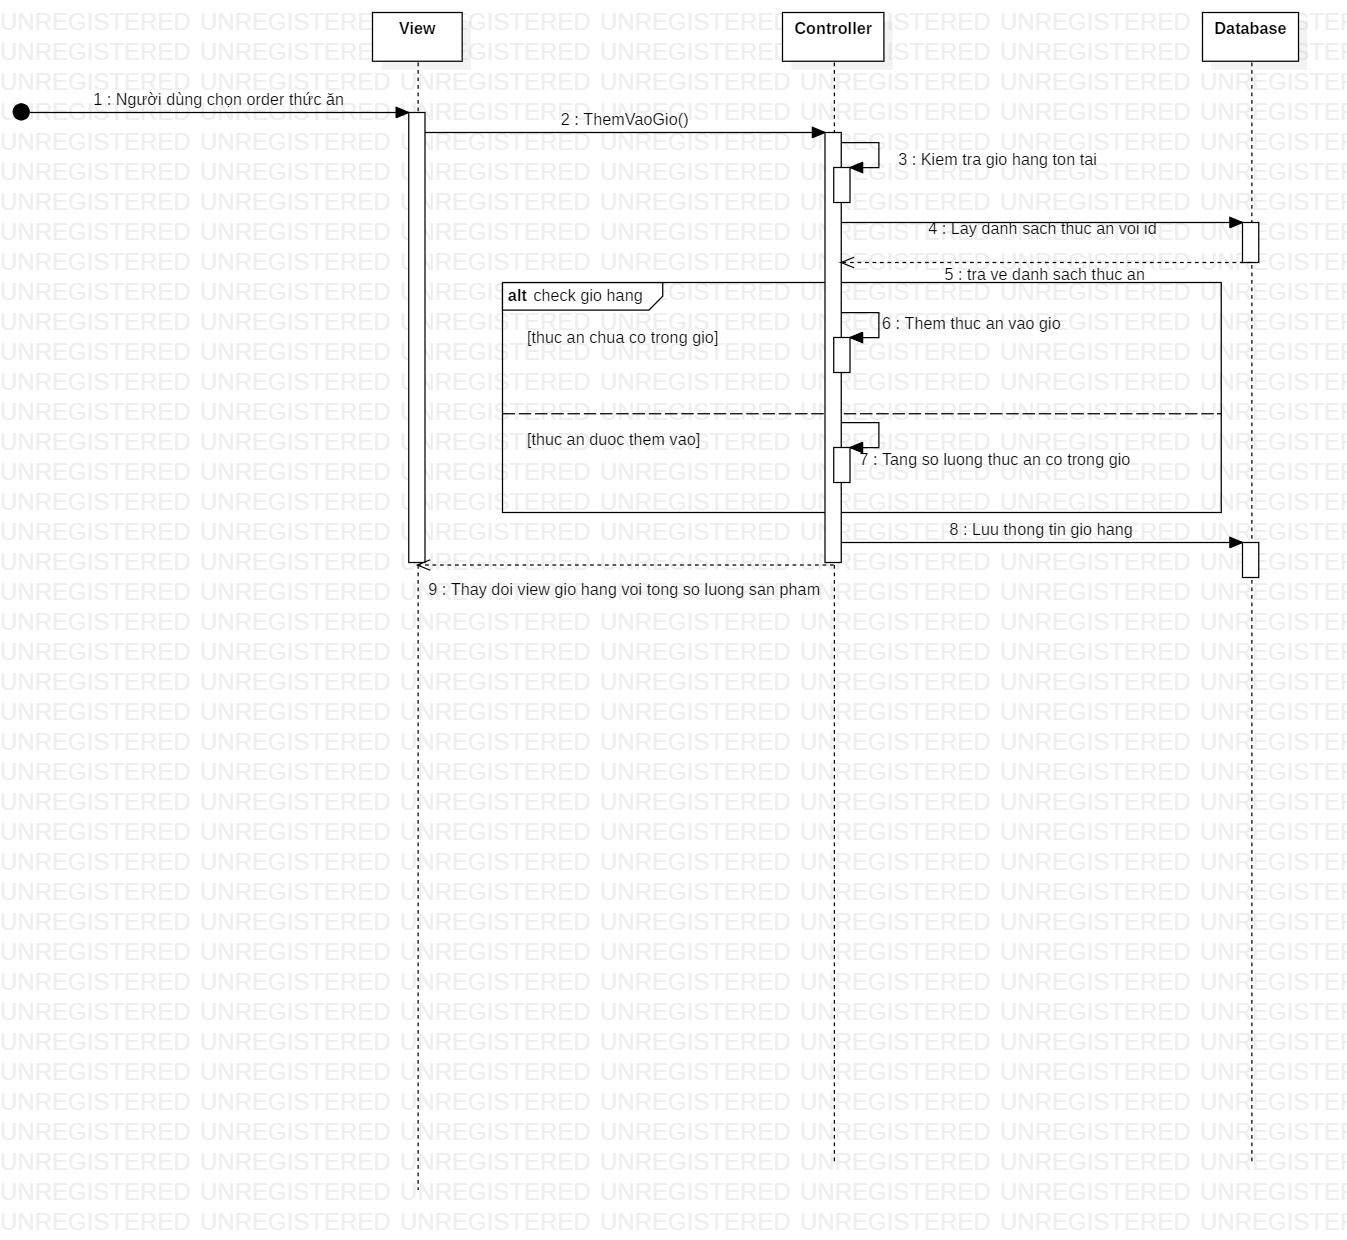 View
Controller
Database
1 : Người dùng chọn order thức ăn
2 : ThemVaoGio()
3 : Kiem tra gio hang ton tai
4 : Lay danh sach thuc an voi id
5 : tra ve danh sach thuc an
alt check gio hang
6 : Them thuc an vao gio
[thuc an chua co trong gio]
[thuc an duoc them vao]
7 : Tang so luong thuc an co trong gio
8 : Luu thong tin gio hang
9 : Thay doi view gio hang voi tong so luong san pham
UNREGISTERED